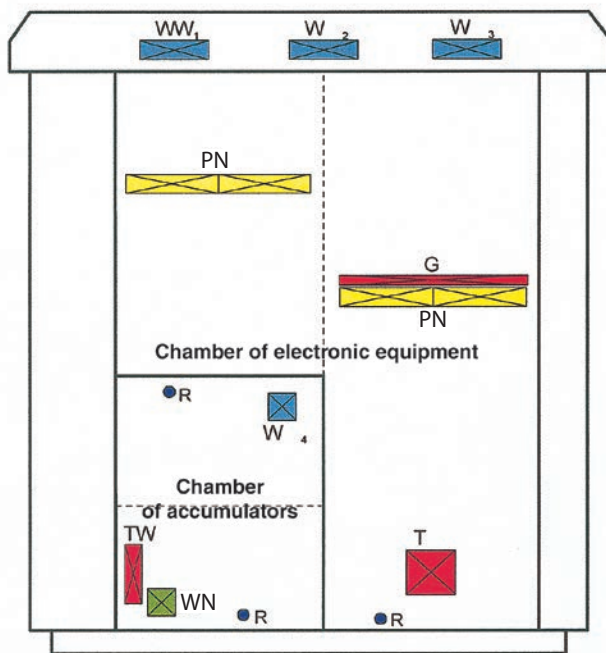 WW₁ W ₂ W ₃
PN
G
PN
Chamber of electronic equipment
R
W ₄
Chamber
of accumulators
TW
T
WN
R
R